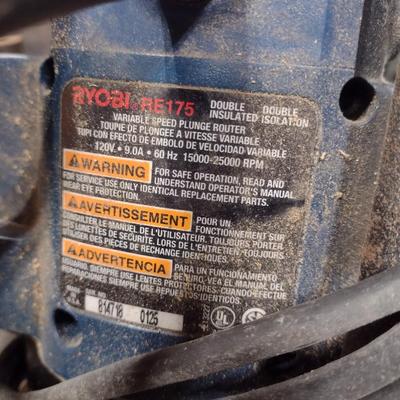 RYOBI RE175
DOUBLE DOUBLE
INSULATED ISOLATION
VARIABLE SPEED PLUNGE ROUTER
TOUPIE DE PLONGEE A VITESSE VARIABLE
TUPI CON EFECTO DE EMBOLO DE VELOCIDAD VARIABLE
120V • 9.0A • 60 Hz 15000-25000 RPM
WARNING
FOR SAFE OPERATION, READ AND
UNDERSTAND OPERATOR'S MANUAL
FOR SERVICE USE ONLY IDENTICAL REPLACEMENT PARTS.
WEAR EYE PROTECTION.
AVERTISSEMENT
POUR UN
FONCTIONNEMENT SUR
CONSULTER LE MANUEL DE L'UTILISATEUR. TOUJOURS PORTER
DES LUNETTES DE SECURITE. LORS DE L'ENTRETIEN, TOUJOURS
UTILISER DES PIECES DE RECHANGE IDENTIQUES.
ADVERTENCIA
PARA UN FUNCIONAMIENTO
SEGURO, VEA EL MANUAL DEL
USUARIO. SIEMPRE USE LENTES PROTECTORES. CUANDO EFECTUE
REPARACIONES SIEMPRE USE REPUESTOS IDENTICOS.
0125
UL